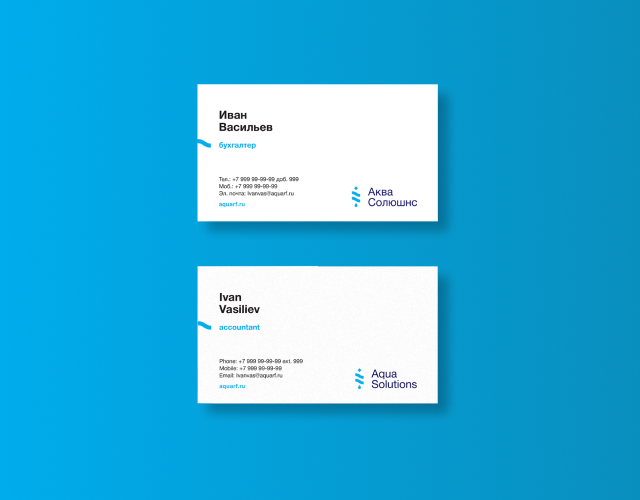 Иван
Васильев
бухгалтер
Тел.: +7 999 99-99-99 доб. 999
Моб.: +7 999 99-99-99
Эл. почта: ivanvas@aquarf.ru
aquarf.ru
Аква
Солюшнс
Ivan
Vasiliev
accountant
Phone: +7 999 99-99-99 ext. 999
Mobile: +7 999 99-99-99
Email: ivanvas@aquarf.ru
aquarf.ru
Aqua
Solutions